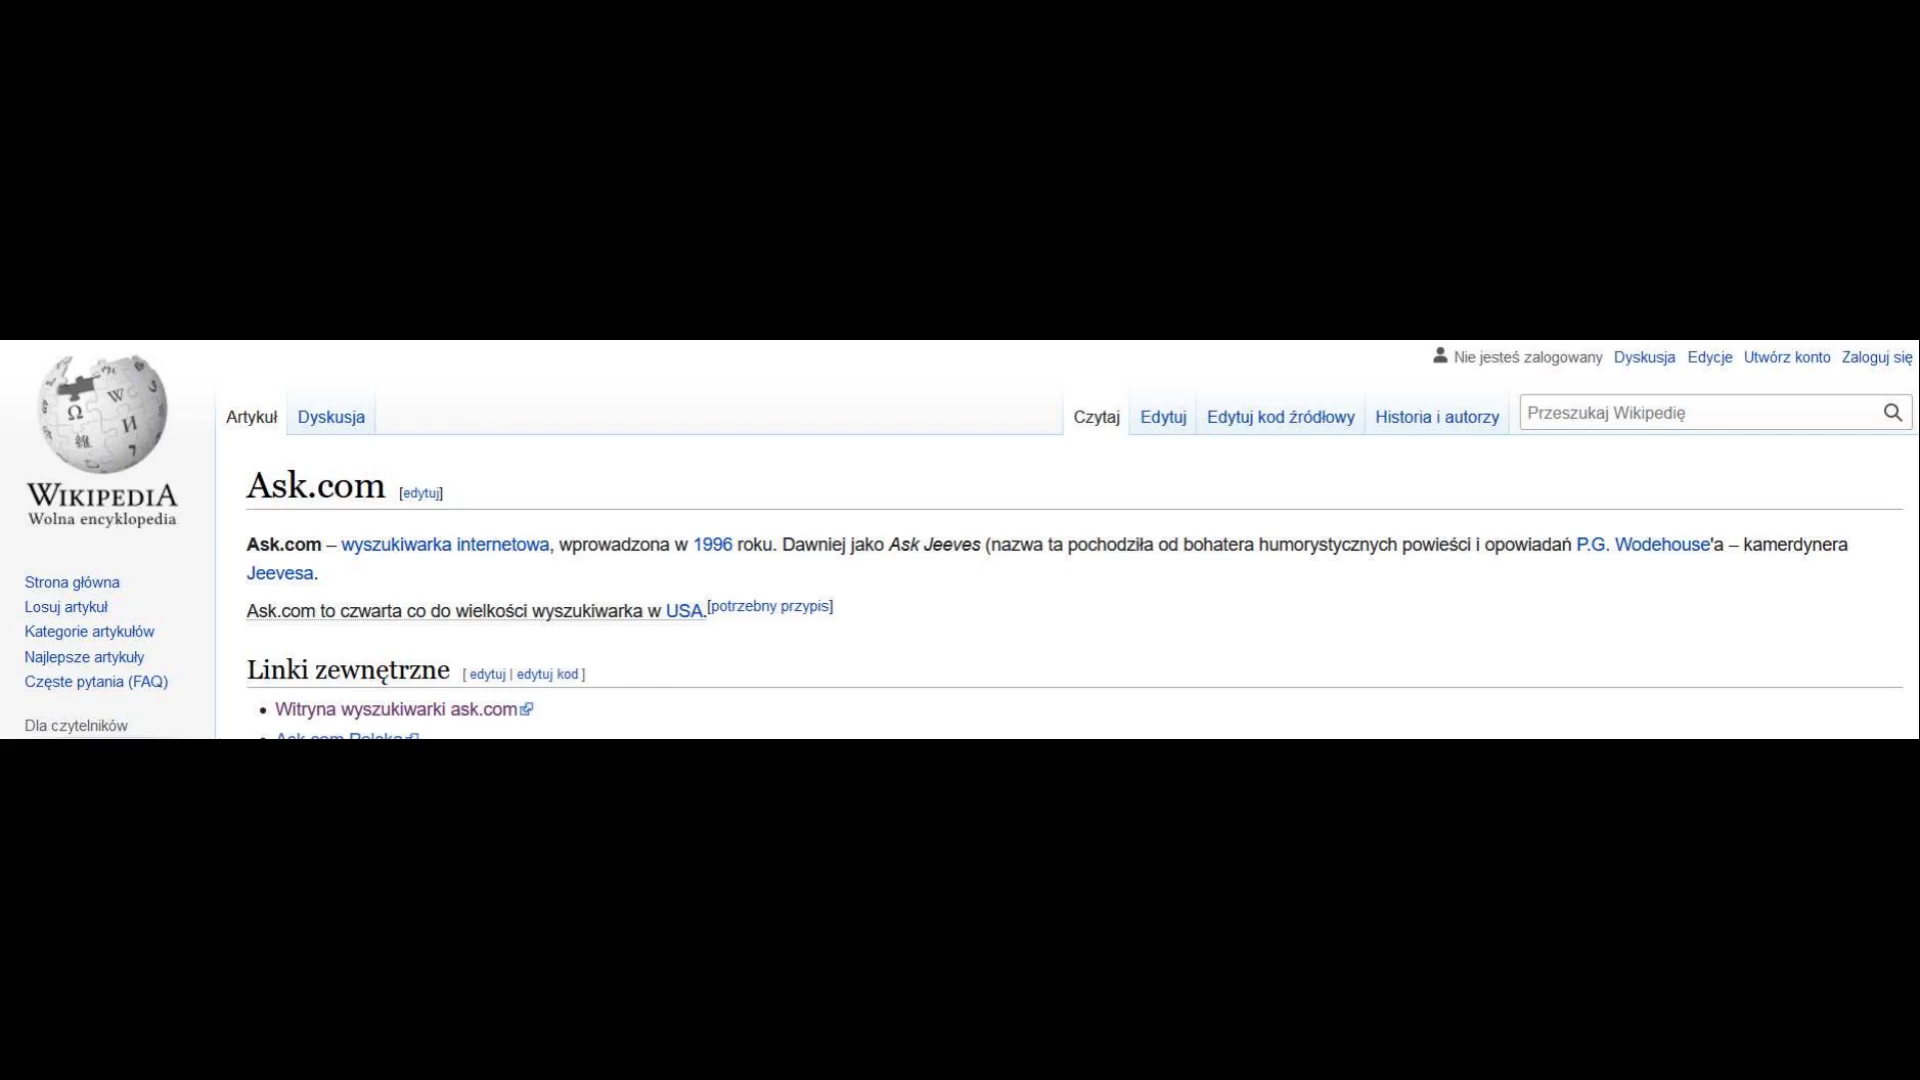 Nie jesteś zalogowany Dyskusja Edycje Utwórz konto Zaloguj się
Artykuł Dyskusja Czytaj Edytuj Edytuj kod źródłowy Historia i autorzy Przeszukaj Wikipedię
WIKIPEDIA
Wolna encyklopedia
Strona główna
Losuj artykuł
Kategorie artykułów
Najlepsze artykuły
Częste pytania (FAQ)
Dla czytelników
Ask.com [edytuj]
Ask.com – wyszukiwarka internetowa, wprowadzona w 1996 roku. Dawniej jako Ask Jeeves (nazwa ta pochodziła od bohatera humorystycznych powieści i opowiadań P.G. Wodehouse'a – kamerdynera
Jeevesa.
Ask.com to czwarta co do wielkości wyszukiwarka w USA.[potrzebny przypis]
Linki zewnętrzne [ edytuj | edytuj kod ]
• Witryna wyszukiwarki ask.com
• Ask.com Polska